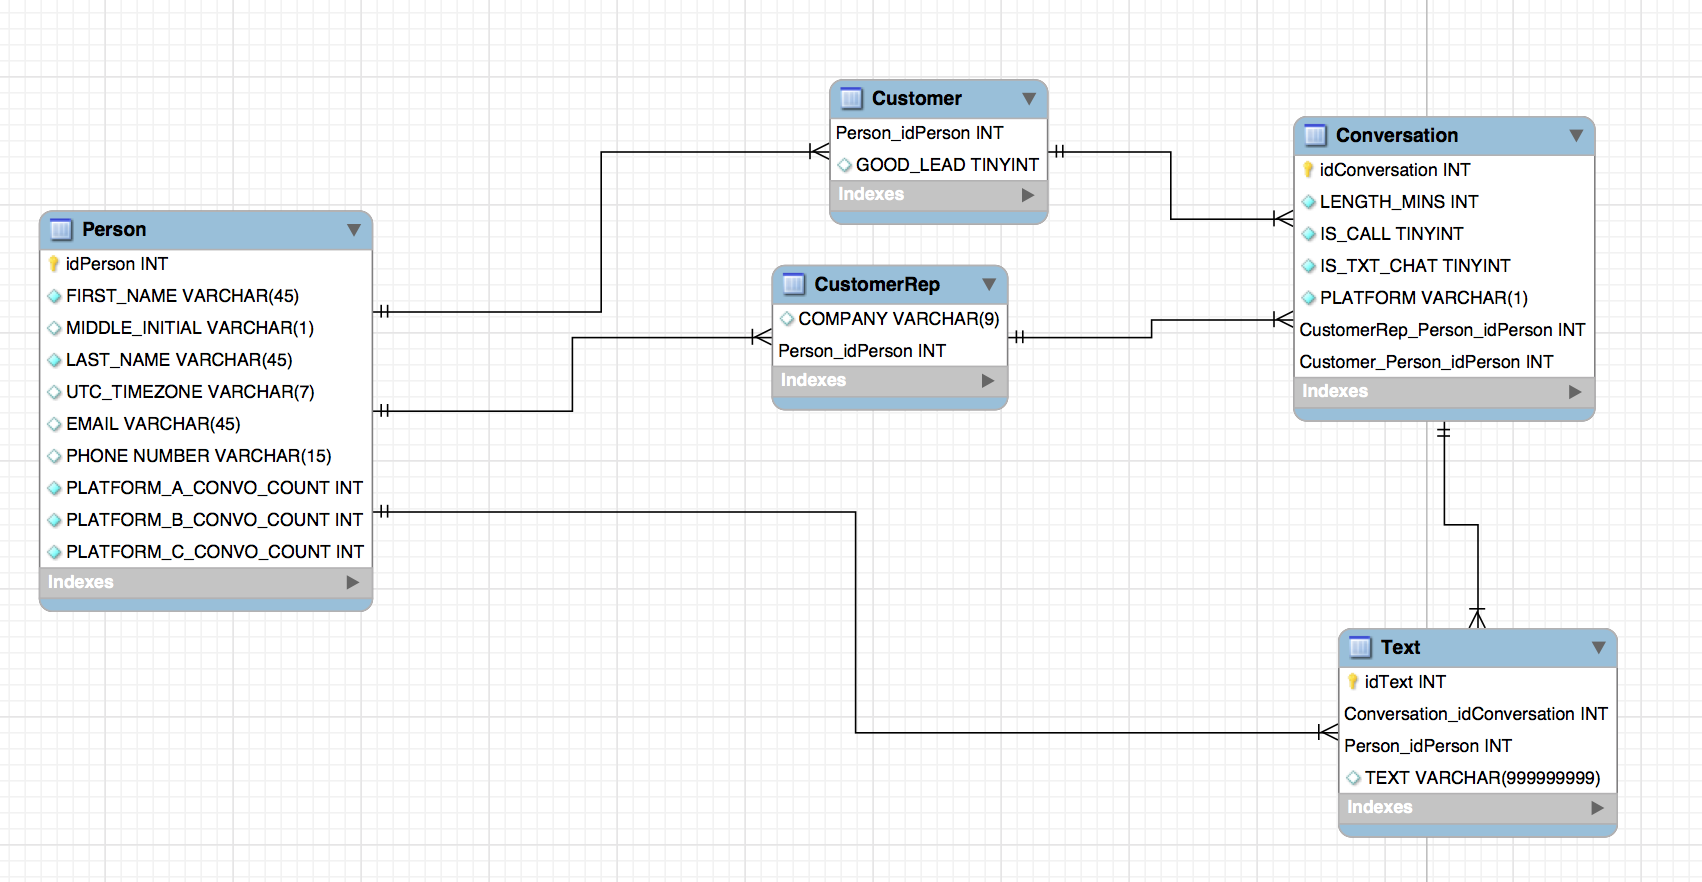 Person
idPerson INT
FIRST_NAME VARCHAR(45)
MIDDLE_INITIAL VARCHAR(1)
LAST_NAME VARCHAR(45)
UTC_TIMEZONE VARCHAR(7)
EMAIL VARCHAR(45)
PHONE NUMBER VARCHAR(15)
PLATFORM_A_CONVO_COUNT INT
PLATFORM_B_CONVO_COUNT INT
PLATFORM_C_CONVO_COUNT INT
Indexes
Customer
Person_idPerson INT
GOOD_LEAD TINYINT
Indexes
CustomerRep
COMPANY VARCHAR(9)
Person_idPerson INT
Indexes
Conversation
idConversation INT
LENGTH_MINS INT
IS_CALL TINYINT
IS_TXT_CHAT TINYINT
PLATFORM VARCHAR(1)
CustomerRep_Person_idPerson INT
Customer_Person_idPerson INT
Indexes
Text
idText INT
Conversation_idConversation INT
Person_idPerson INT
TEXT VARCHAR(999999999)
Indexes